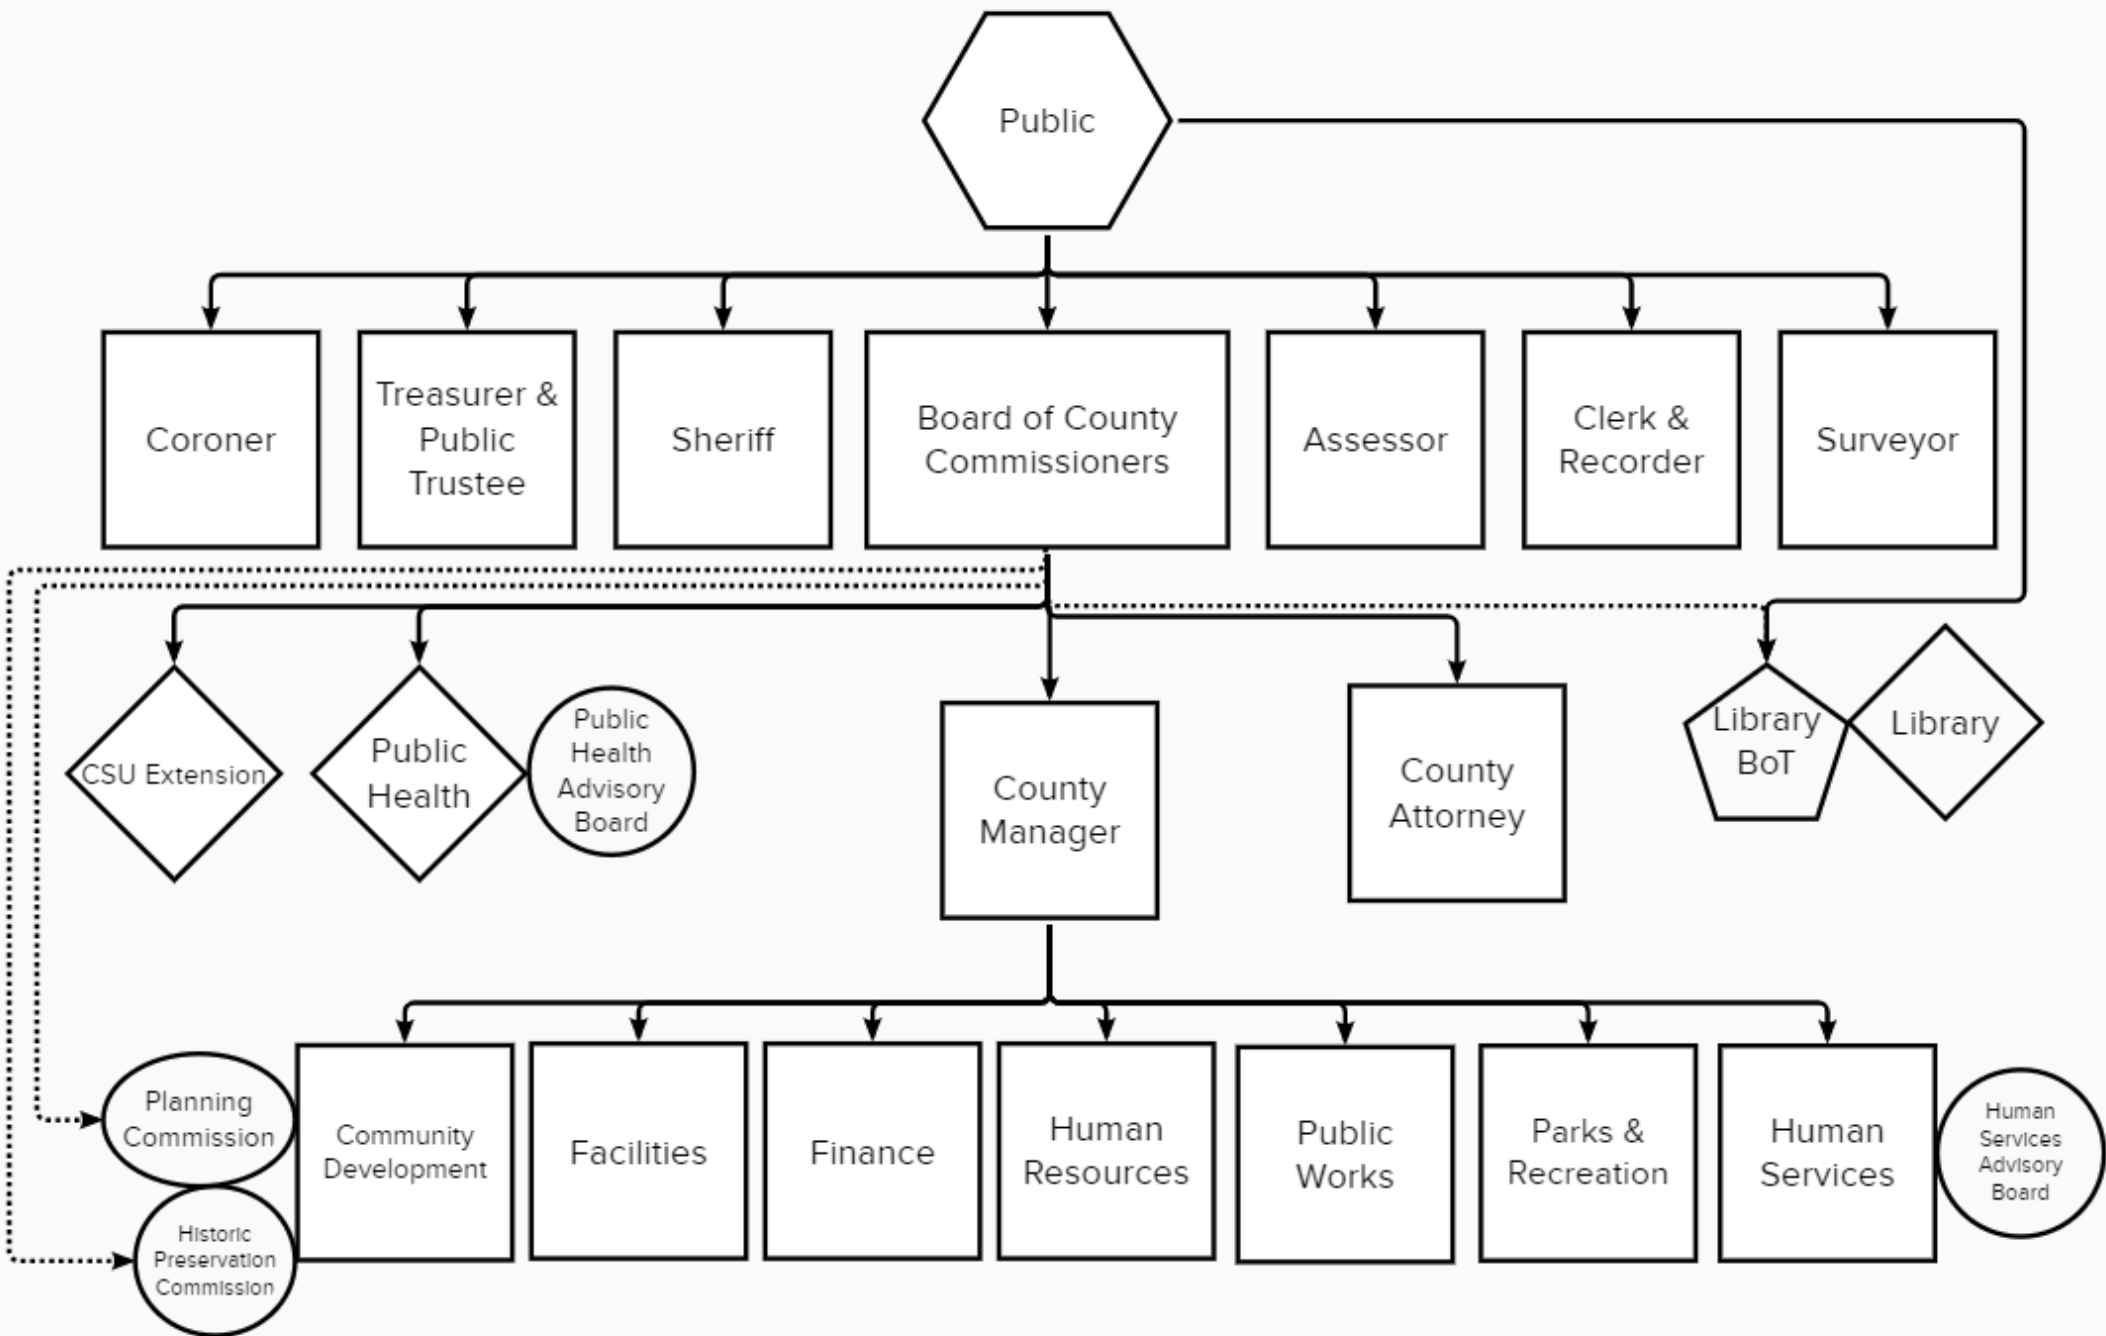 Public
Coroner
Treasurer &
Public
Trustee
Sheriff
Board of County
Commissioners
Assessor
Clerk &
Recorder
Surveyor
CSU Extension
Public
Health
Public
Health
Advisory
Board
County
Manager
County
Attorney
Library
BoT
Library
Planning
Commission
Historic
Preservation
Commission
Community
Development
Facilities
Finance
Human
Resources
Public
Works
Parks &
Recreation
Human
Services
Human
Services
Advisory
Board